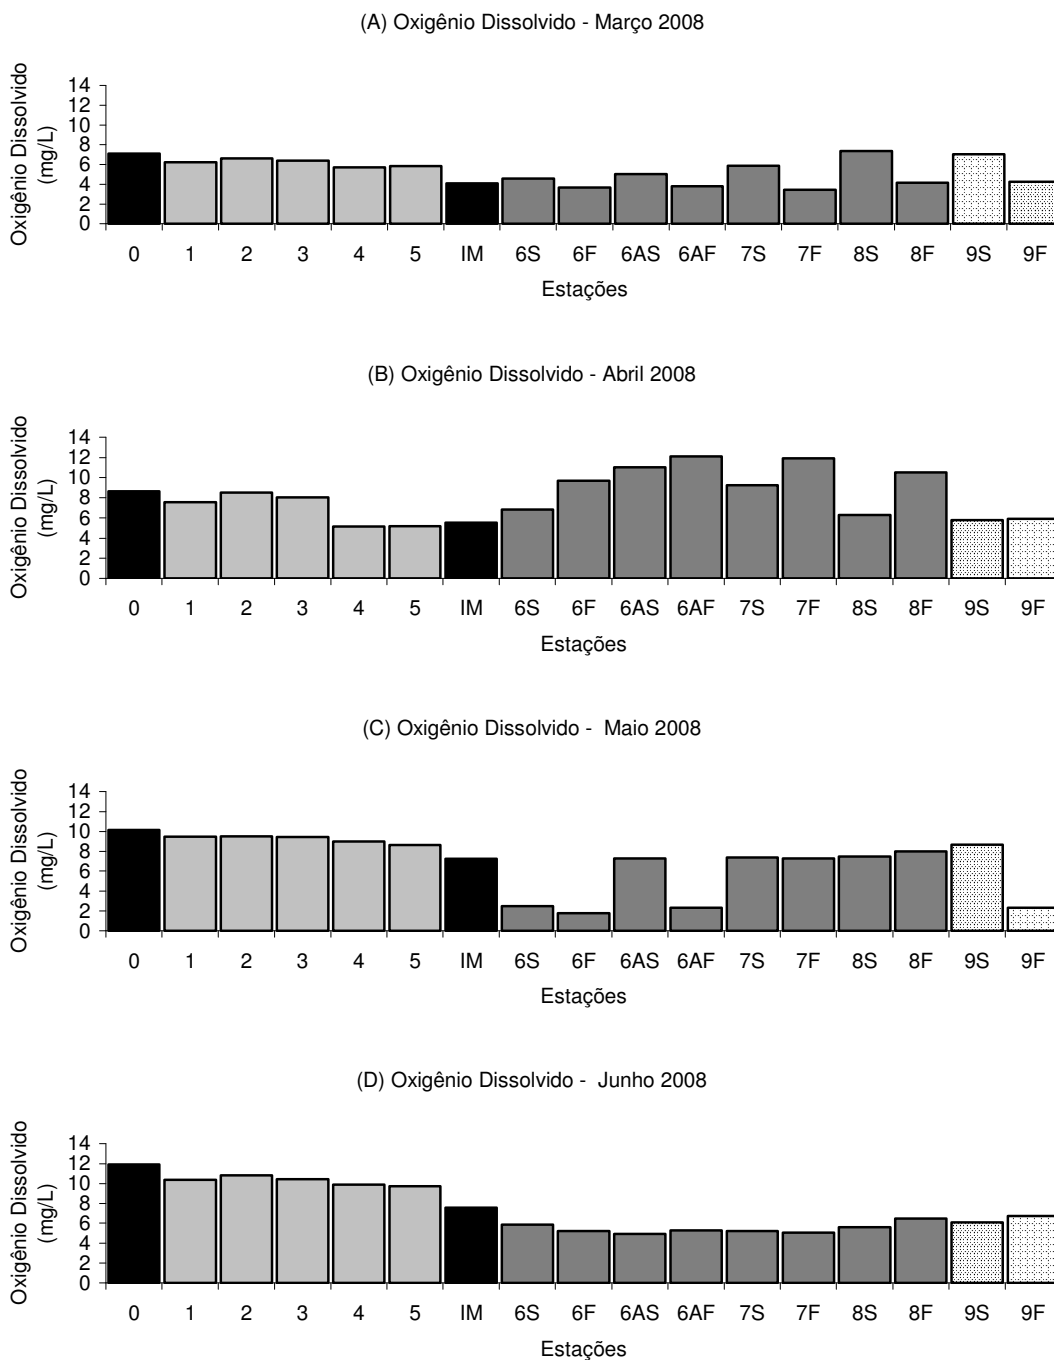 (A) Oxigênio Dissolvido - Março 2008
Oxigênio Dissolvido
(mg/L)
14
12
10
8
6
4
2
0
0 1 2 3 4 5 IM 6S 6F 6AS 6AF 7S 7F 8S 8F 9S 9F
Estações
(B) Oxigênio Dissolvido - Abril 2008
Oxigênio Dissolvido
(mg/L)
14
12
10
8
6
4
2
0
0 1 2 3 4 5 IM 6S 6F 6AS 6AF 7S 7F 8S 8F 9S 9F
Estações
(C) Oxigênio Dissolvido - Maio 2008
Oxigênio Dissolvido
(mg/L)
14
12
10
8
6
4
2
0
0 1 2 3 4 5 IM 6S 6F 6AS 6AF 7S 7F 8S 8F 9S 9F
Estações
(D) Oxigênio Dissolvido - Junho 2008
Oxigênio Dissolvido
(mg/L)
14
12
10
8
6
4
2
0
0 1 2 3 4 5 IM 6S 6F 6AS 6AF 7S 7F 8S 8F 9S 9F
Estações